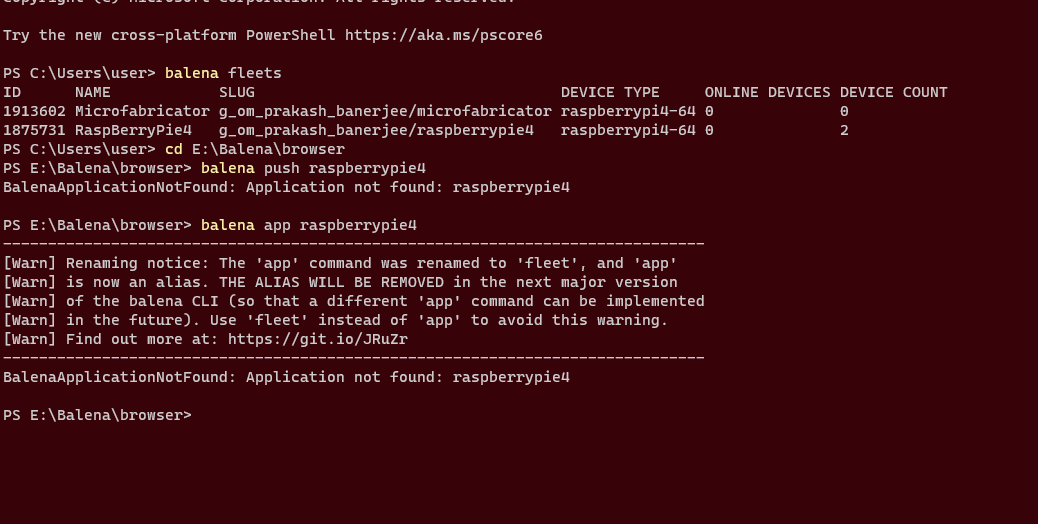 Copyright (C) Microsoft Corporation. All rights reserved.
Try the new cross-platform PowerShell https://aka.ms/pscore6
PS C:\Users\user> balena fleets
ID      NAME            SLUG                                  DEVICE TYPE     ONLINE DEVICES DEVICE COUNT
1913602 Microfabricator g_om_prakash_banerjee/microfabricator raspberrypi4-64 0              0
1875731 RaspBerryPie4   g_om_prakash_banerjee/raspberrypie4   raspberrypi4-64 0              2
PS C:\Users\user> cd E:\Balena\browser
PS E:\Balena\browser> balena push raspberrypie4
BalenaApplicationNotFound: Application not found: raspberrypie4
PS E:\Balena\browser> balena app raspberrypie4
------------------------------------------------------------------------------
[Warn] Renaming notice: The 'app' command was renamed to 'fleet', and 'app'
[Warn] is now an alias. THE ALIAS WILL BE REMOVED in the next major version
[Warn] of the balena CLI (so that a different 'app' command can be implemented
[Warn] in the future). Use 'fleet' instead of 'app' to avoid this warning.
[Warn] Find out more at: https://git.io/JRuZr
------------------------------------------------------------------------------
BalenaApplicationNotFound: Application not found: raspberrypie4
PS E:\Balena\browser>